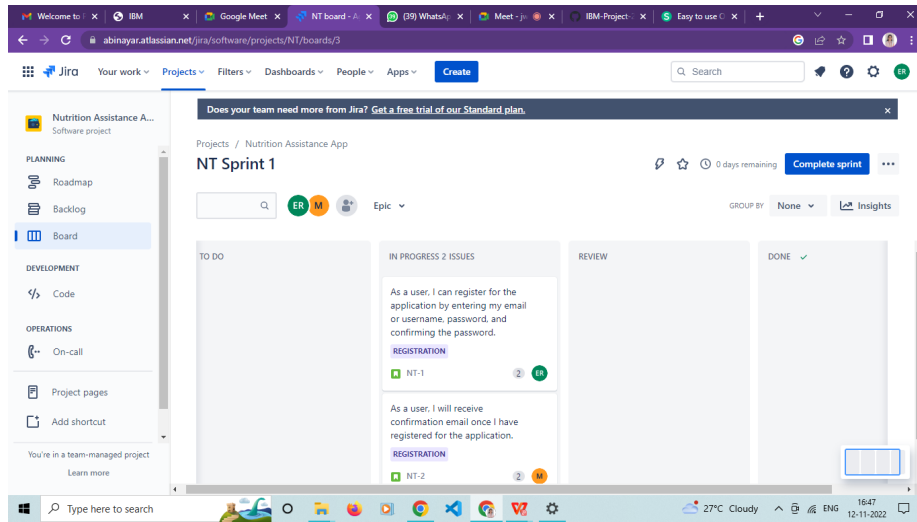 Welcome to
IBM
Google Meet
NT board - A
(39) WhatsAp
Meet - jw
IBM-Project-
Easy to use O
abinayar.atlassian.net/jira/software/projects/NT/boards/3
Jira
Your work
Projects
Filters
Dashboards
People
Apps
Create
Search
ER
Nutrition Assistance A...
Software project
PLANNING
Roadmap
Backlog
Board
DEVELOPMENT
Code
OPERATIONS
On-call
Project pages
Add shortcut
You're in a team-managed project
Learn more
Does your team need more from Jira? Get a free trial of our Standard plan.
Projects / Nutrition Assistance App
NT Sprint 1
0 days remaining
Complete sprint
ER
M
Epic
GROUP BY
None
Insights
TO DO
IN PROGRESS 2 ISSUES
REVIEW
DONE
As a user, I can register for the
application by entering my email
or username, password, and
confirming the password.
REGISTRATION
NT-1
2
ER
As a user, I will receive
confirmation email once I have
registered for the application.
REGISTRATION
NT-2
2
M
Type here to search
27°C Cloudy
ENG
16:47
12-11-2022